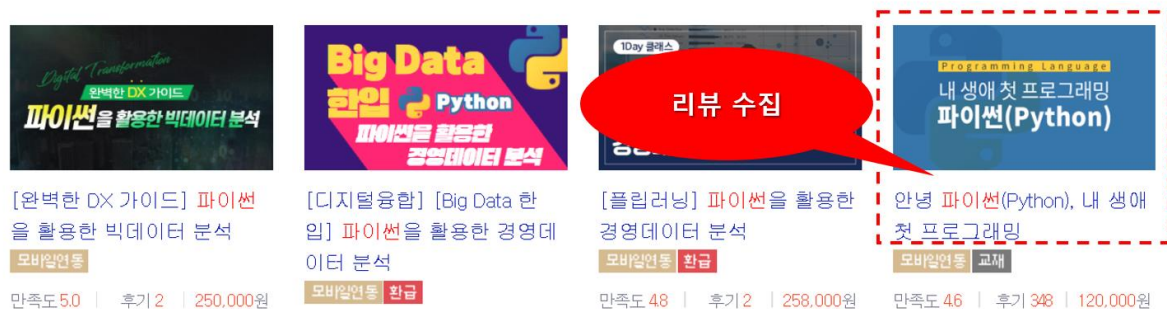 Digital Transformation
완벽한 DX 가이드
파이썬을 활용한 빅데이터 분석
[완벽한 DX 가이드] 파이썬
을 활용한 빅데이터 분석
모바일연동
만족도 5.0 | 후기 2 | 250,000원
Big Data
한입 Python
파이썬을 활용한
경영데이터 분석
[디지털융합] [Big Data 한
입] 파이썬을 활용한 경영데
이터 분석
모바일연동 환급
1Day 클래스
리뷰 수집
[플립러닝] 파이썬을 활용한
경영데이터 분석
모바일연동 환급
만족도 4.8 | 후기 2 | 258,000원
Programming Language
내 생애 첫 프로그래밍
파이썬(Python)
안녕 파이썬(Python), 내 생애
첫 프로그래밍
모바일연동 교재
만족도 4.6 | 후기 348 | 120,000원